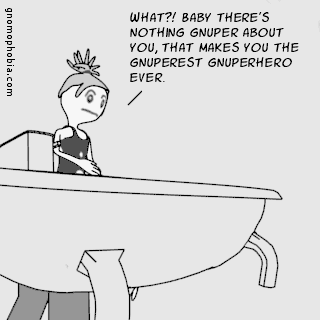 WHAT?! BABY THERE'S
NOTHING GNUPER ABOUT
YOU, THAT MAKES YOU THE
GNUPEREST GNUPERHERO
EVER.
gnomophobia.com